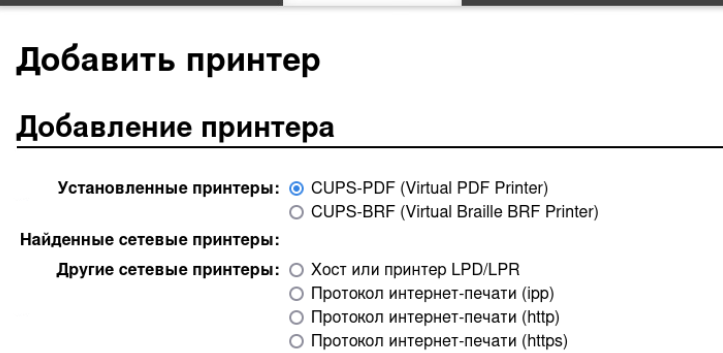 Добавить принтер
Добавление принтера
Установленные принтеры: CUPS-PDF (Virtual PDF Printer)
CUPS-BRF (Virtual Braille BRF Printer)
Найденные сетевые принтеры:
Другие сетевые принтеры: Хост или принтер LPD/LPR
Протокол интернет-печати (ipp)
Протокол интернет-печати (http)
Протокол интернет-печати (https)